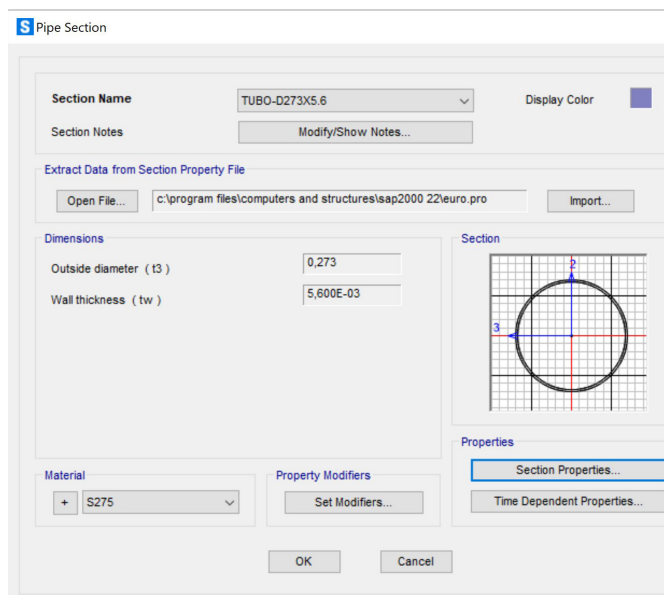 S Pipe Section
Section Name
TUBO-D273X5.6
Display Color
Section Notes
Modify/Show Notes...
Extract Data from Section Property File
Open File...
c:\program files\computers and structures\sap2000 22\euro.pro
Import...
Dimensions
Outside diameter ( t3 )
0,273
Wall thickness ( tw )
5,600E-03
Section
2
3
Properties
Section Properties...
Time Dependent Properties...
Material
+
S275
Property Modifiers
Set Modifiers...
OK
Cancel